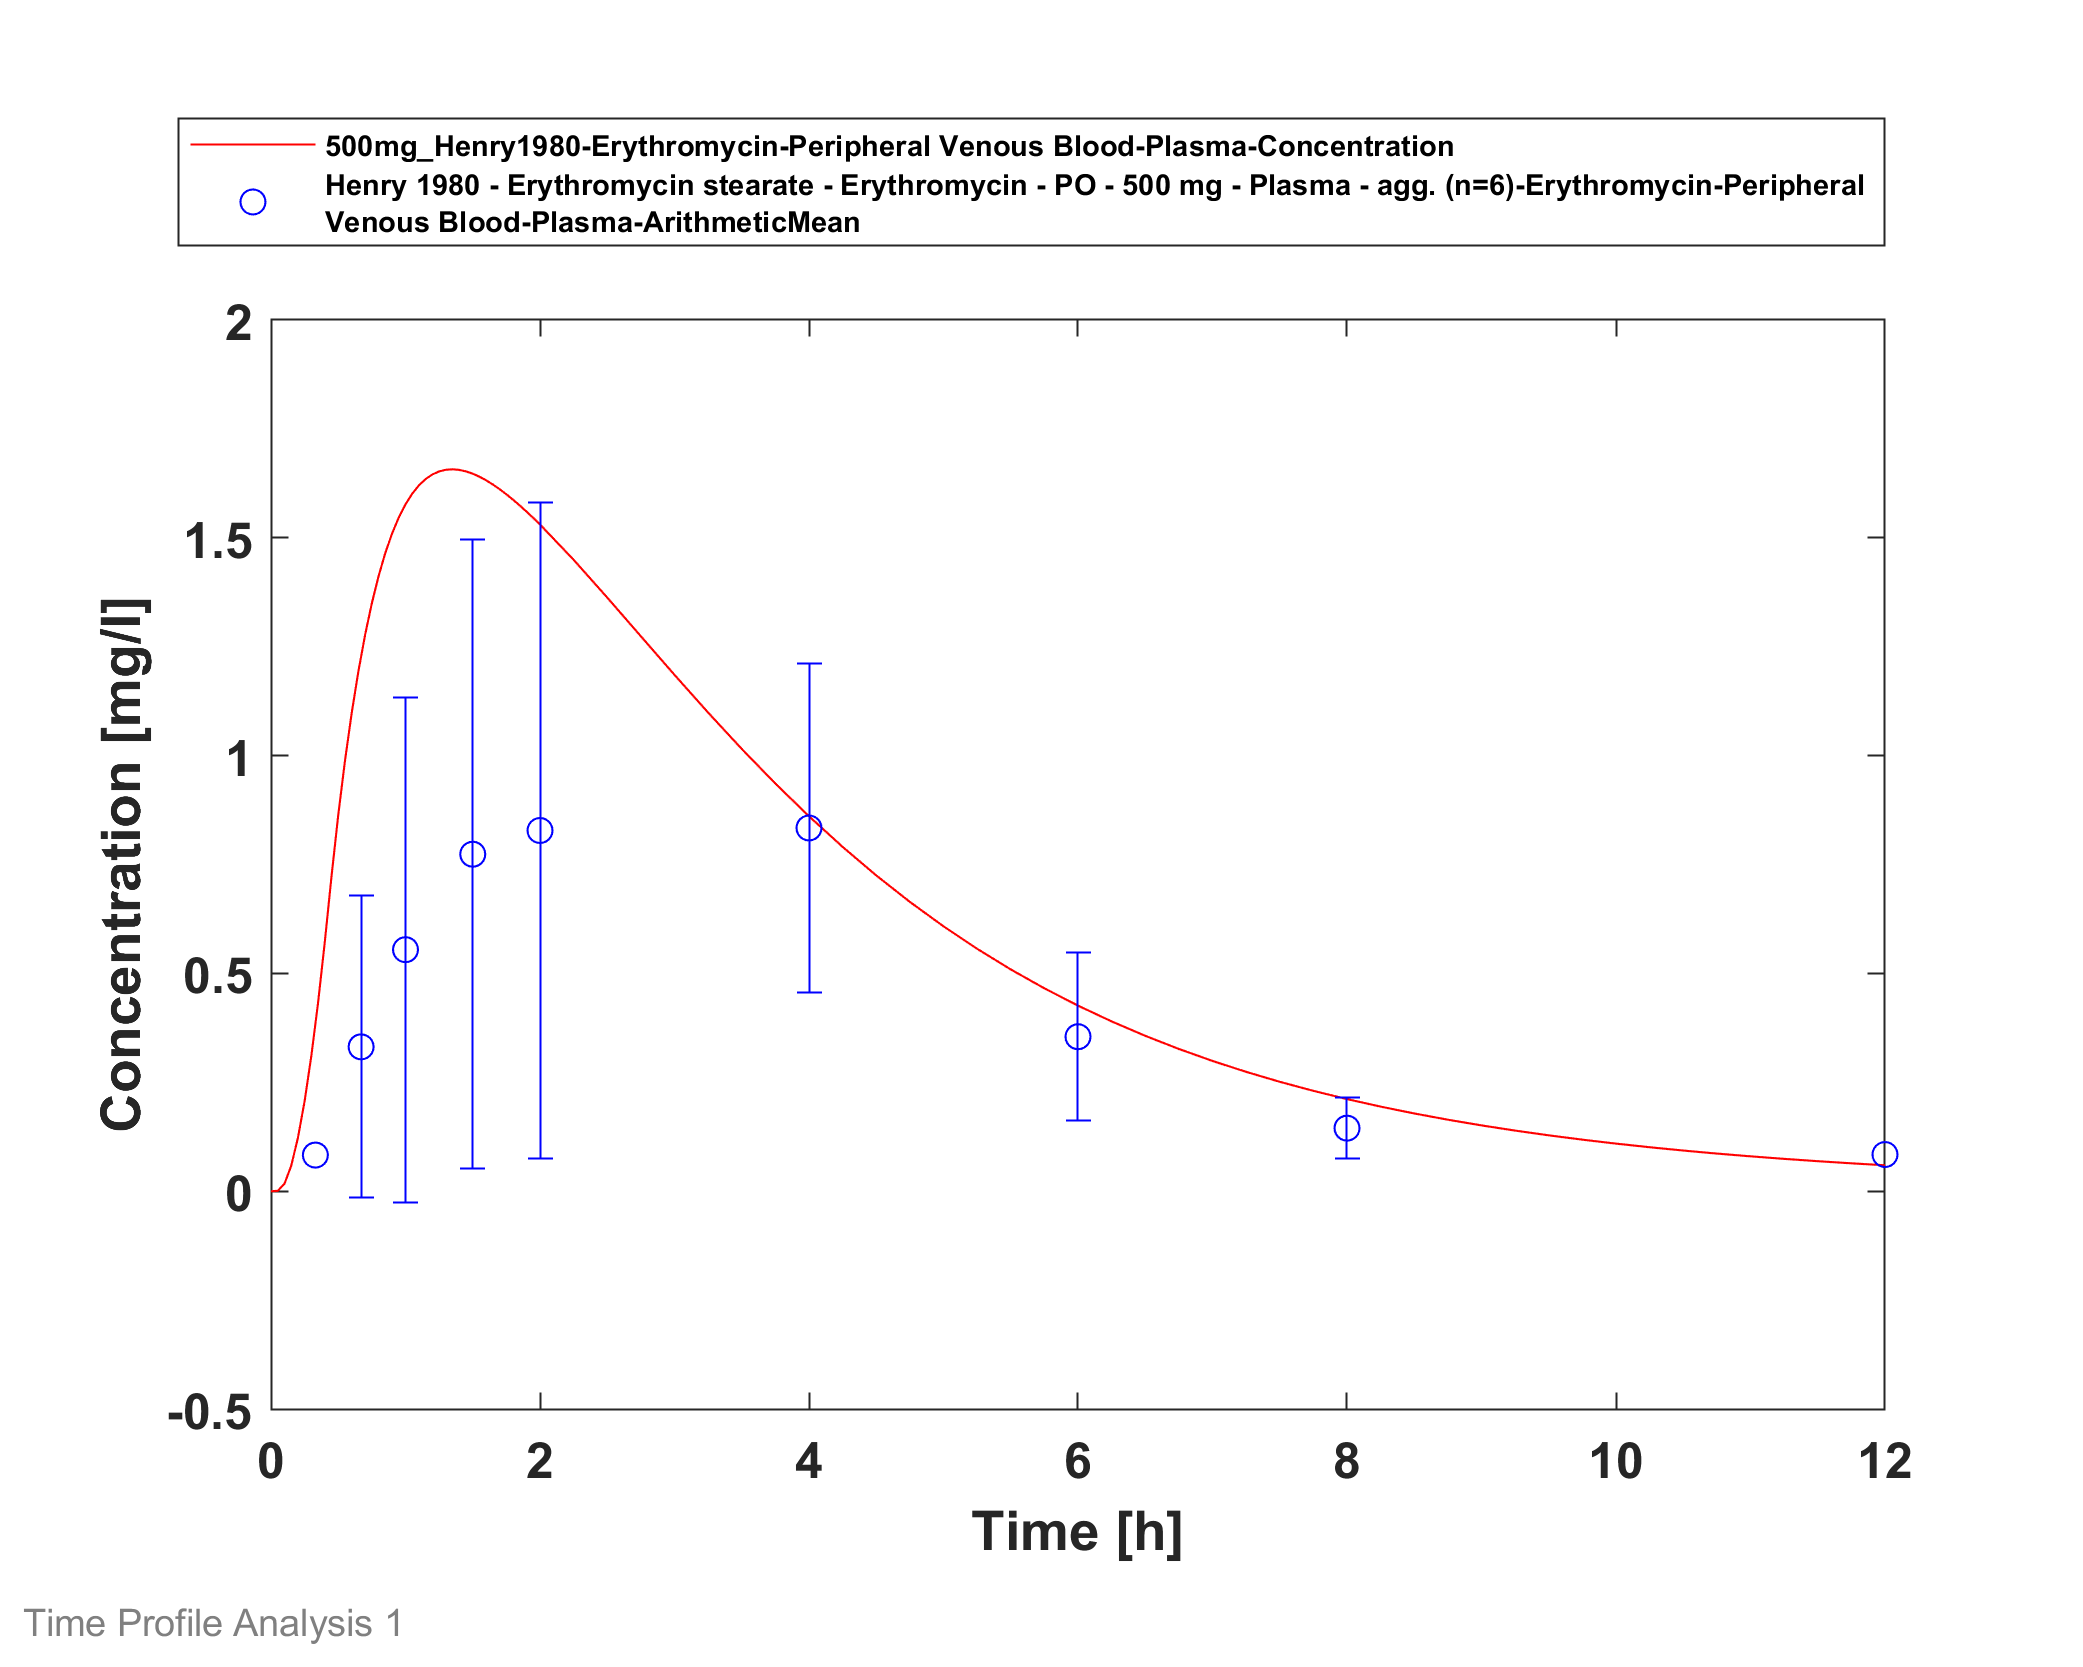 500mg_Henry1980-Erythromycin-Peripheral Venous Blood-Plasma-Concentration
Henry 1980 - Erythromycin stearate - Erythromycin - PO - 500 mg - Plasma - agg. (n=6)-Erythromycin-Peripheral
Venous Blood-Plasma-ArithmeticMean
2
1.5
1
0.5
0
-0.5
Concentration [mg/l]
0 2 4 6 8 10 12
Time [h]
Time Profile Analysis 1